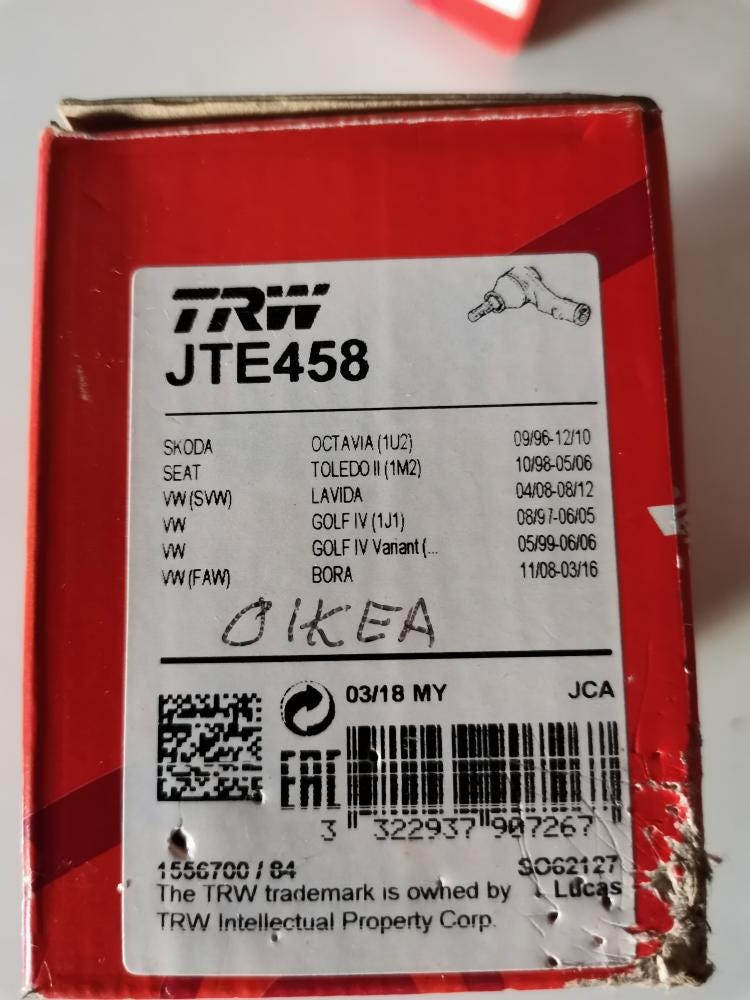 TRW
JTE458
SKODA OCTAVIA (1U2) 09/96-12/10
SEAT TOLEDO II (1M2) 10/98-05/06
VW (SVW) LAVIDA 04/08-08/12
VW GOLF IV (1J1) 08/97-06/05
VW GOLF IV Variant (... 05/99-06/06
VW (FAW) BORA 11/08-03/16
OIKEA
03/18 MY JCA
EAC
3 322937 907267
1556700 / 84 SO62127
The TRW trademark is owned by Lucas
TRW Intellectual Property Corp.